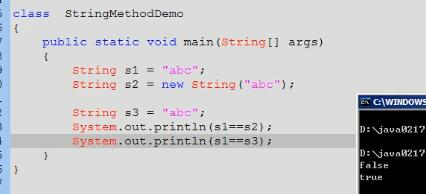 class StringMethodDemo
{
public static void main(String[] args)
{
String s1 = "abc";
String s2 = new String("abc");
String s3 = "abc";
System.out.println(s1==s2);
System.out.println(s1==s3);
}
}
C:\WINDOWS
D:\java0217
D:\java0217
false
true